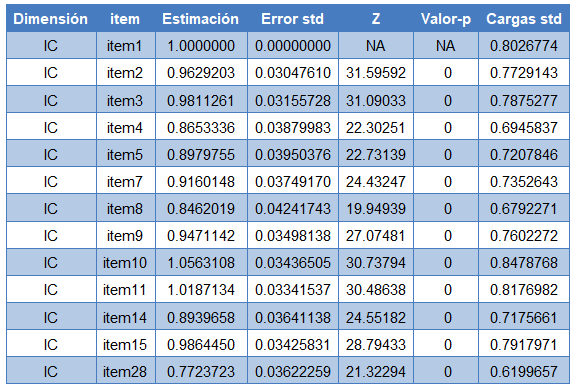 Dimensión item Estimación Error std Z Valor-p Cargas std
IC item1 1.0000000 0.00000000 NA NA 0.8026774
IC item2 0.9629203 0.03047610 31.59592 0 0.7729143
IC item3 0.9811261 0.03155728 31.09033 0 0.7875277
IC item4 0.8653336 0.03879983 22.30251 0 0.6945837
IC item5 0.8979755 0.03950376 22.73139 0 0.7207846
IC item7 0.9160148 0.03749170 24.43247 0 0.7352643
IC item8 0.8462019 0.04241743 19.94939 0 0.6792271
IC item9 0.9471142 0.03498138 27.07481 0 0.7602272
IC item10 1.0563108 0.03436505 30.73794 0 0.8478768
IC item11 1.0187134 0.03341537 30.48638 0 0.8176982
IC item14 0.8939658 0.03641138 24.55182 0 0.7175661
IC item15 0.9864450 0.03425831 28.79433 0 0.7917971
IC item28 0.7723723 0.03622259 21.32294 0 0.6199657